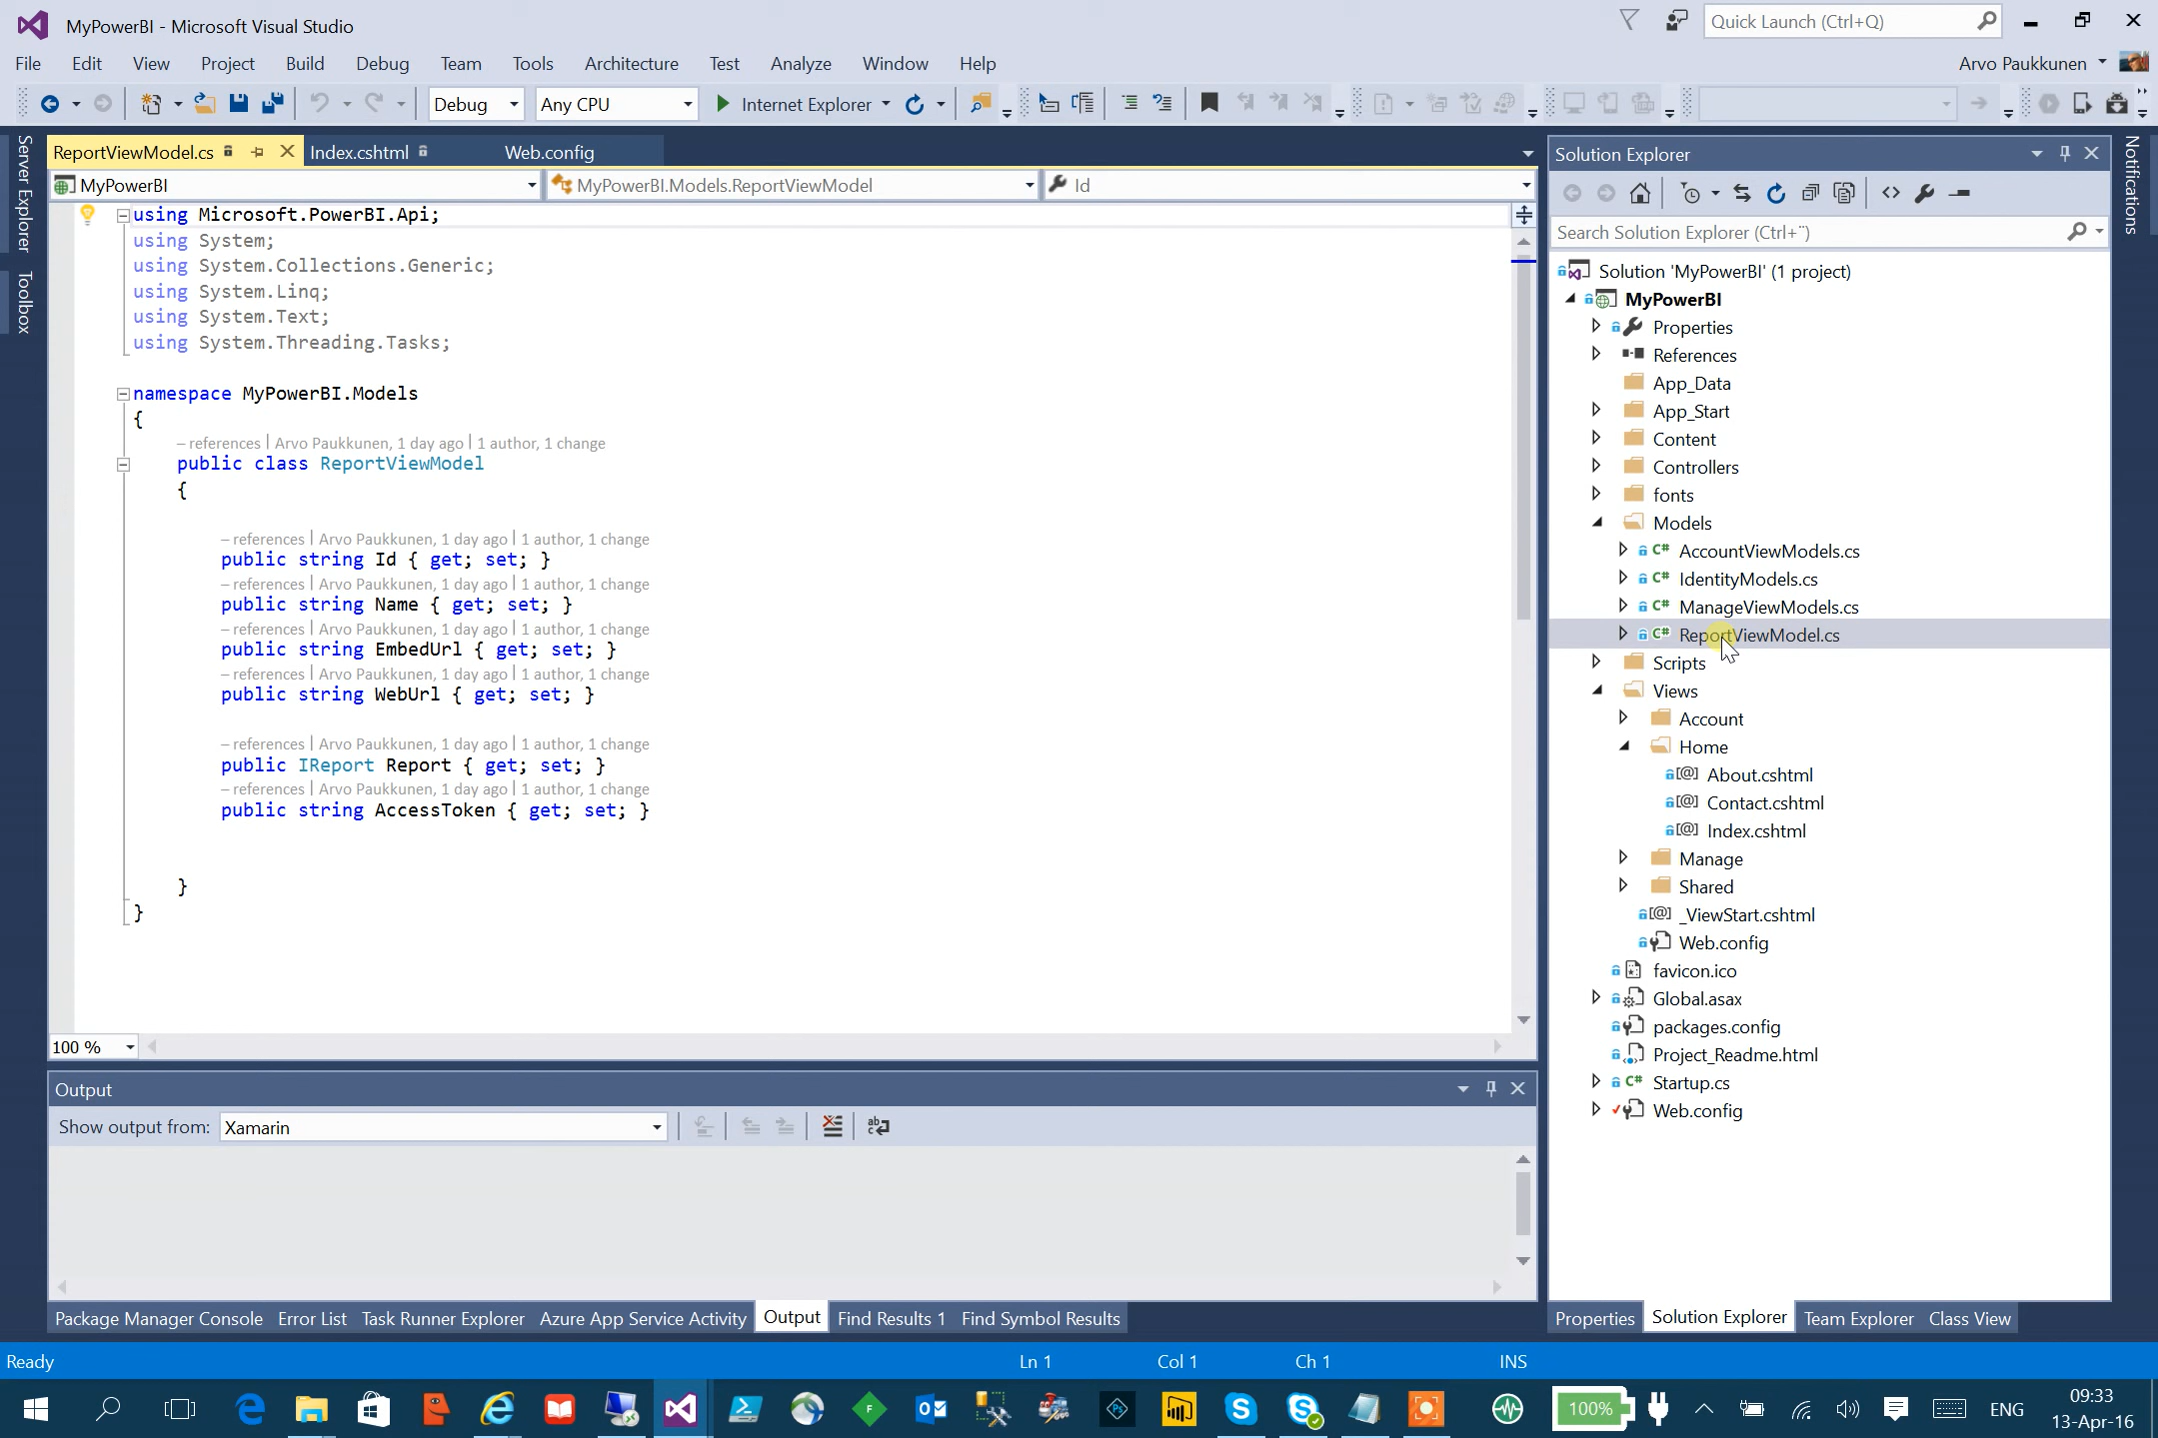 MyPowerBI - Microsoft Visual Studio
Quick Launch (Ctrl+Q)
File Edit View Project Build Debug Team Tools Architecture Test Analyze Window Help
Arvo Paukkunen
Debug Any CPU Internet Explorer
Server Explorer
Toolbox
ReportViewModel.cs Index.cshtml Web.config
MyPowerBI MyPowerBI.Models.ReportViewModel Id
using Microsoft.PowerBI.Api;
using System;
using System.Collections.Generic;
using System.Linq;
using System.Text;
using System.Threading.Tasks;
namespace MyPowerBI.Models
{
– references | Arvo Paukkunen, 1 day ago | 1 author, 1 change
public class ReportViewModel
{
– references | Arvo Paukkunen, 1 day ago | 1 author, 1 change
public string Id { get; set; }
– references | Arvo Paukkunen, 1 day ago | 1 author, 1 change
public string Name { get; set; }
– references | Arvo Paukkunen, 1 day ago | 1 author, 1 change
public string EmbedUrl { get; set; }
– references | Arvo Paukkunen, 1 day ago | 1 author, 1 change
public string WebUrl { get; set; }
– references | Arvo Paukkunen, 1 day ago | 1 author, 1 change
public IReport Report { get; set; }
– references | Arvo Paukkunen, 1 day ago | 1 author, 1 change
public string AccessToken { get; set; }
}
}
100 %
Output
Show output from: Xamarin
Package Manager Console Error List Task Runner Explorer Azure App Service Activity Output Find Results 1 Find Symbol Results
Solution Explorer
Search Solution Explorer (Ctrl+¨)
Solution 'MyPowerBI' (1 project)
MyPowerBI
Properties
References
App_Data
App_Start
Content
Controllers
fonts
Models
C# AccountViewModels.cs
C# IdentityModels.cs
C# ManageViewModels.cs
C# ReportViewModel.cs
Scripts
Views
Account
Home
[@] About.cshtml
[@] Contact.cshtml
[@] Index.cshtml
Manage
Shared
[@] _ViewStart.cshtml
Web.config
favicon.ico
Global.asax
packages.config
Project_Readme.html
C# Startup.cs
Web.config
Properties Solution Explorer Team Explorer Class View
Notifications
Ready Ln 1 Col 1 Ch 1 INS
100% ENG
09:33
13-Apr-16